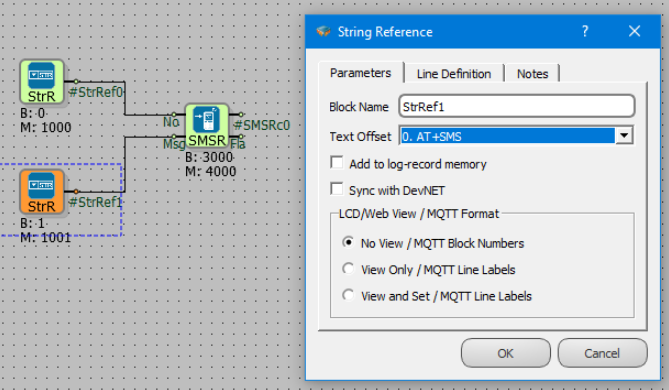 StrR
#StrRef0
B: 0
M: 1000
No
Msg
SMSR
#SMSRc0
Fla
B: 3000
M: 4000
StrR
#StrRef1
B: 1
M: 1001
String Reference
Parameters
Line Definition
Notes
Block Name
StrRef1
Text Offset
0. AT+SMS
Add to log-record memory
Sync with DevNET
LCD/Web View / MQTT Format
No View / MQTT Block Numbers
View Only / MQTT Line Labels
View and Set / MQTT Line Labels
OK
Cancel